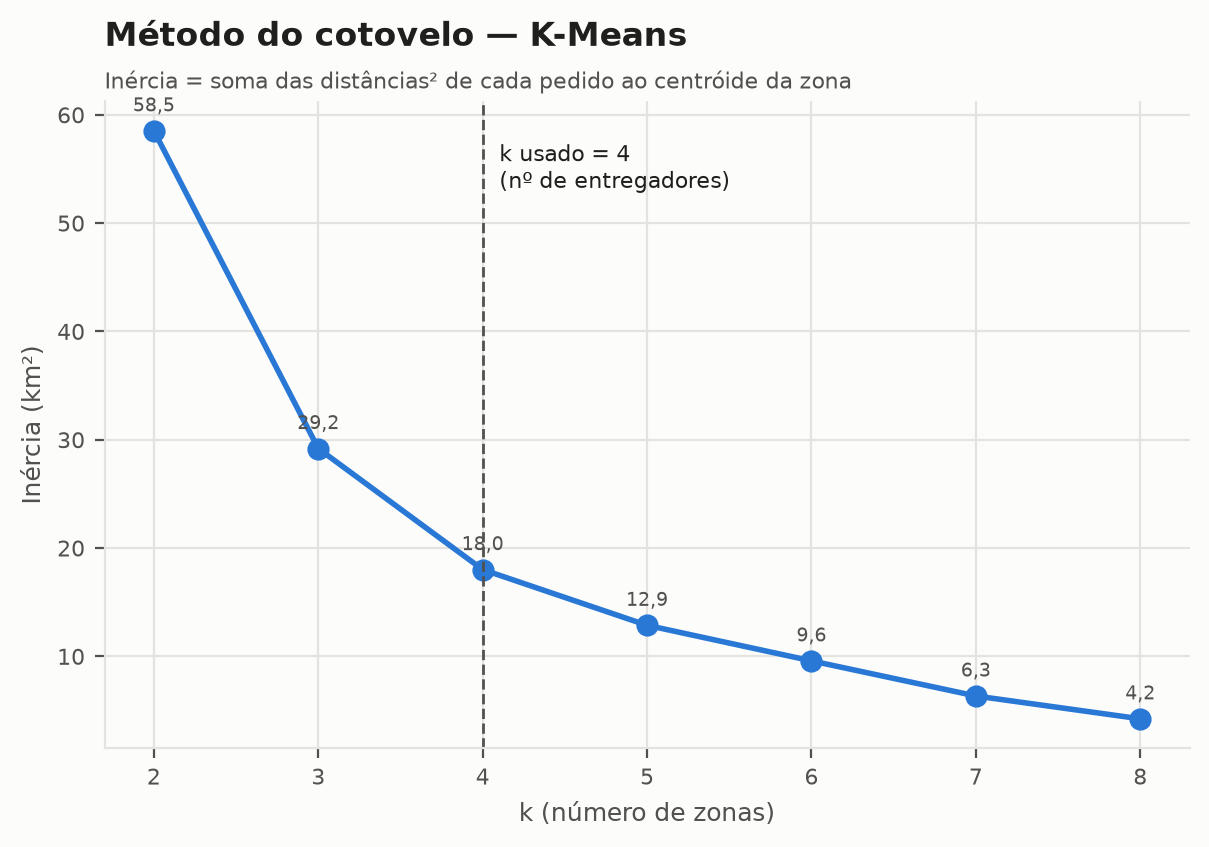 Método do cotovelo — K-Means
Inércia = soma das distâncias² de cada pedido ao centróide da zona
58,5
k usado = 4
(nº de entregadores)
29,2
18,0
12,9
9,6
6,3
4,2
60
50
40
30
20
10
Inércia (km²)
2 3 4 5 6 7 8
k (número de zonas)